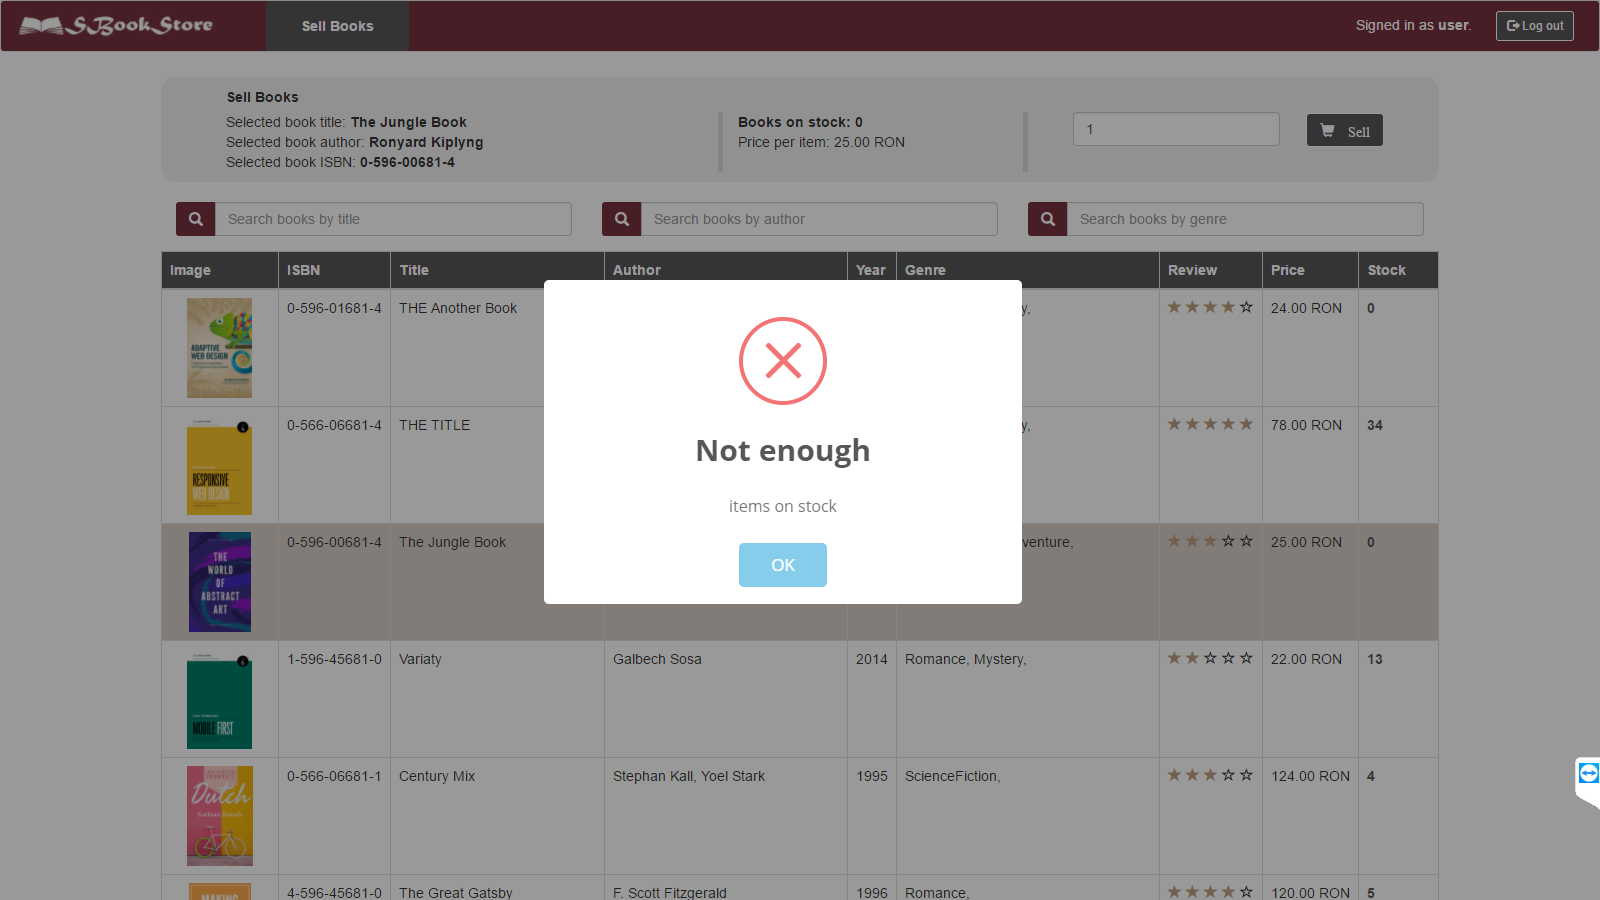 SBookStore
Sell Books
Signed in as user.
Log out
Sell Books
Selected book title: The Jungle Book
Selected book author: Ronyard Kiplyng
Selected book ISBN: 0-596-00681-4
Books on stock: 0
Price per item: 25.00 RON
1
Sell
Search books by title
Search books by author
Search books by genre
Image ISBN Title Author Year Genre Review Price Stock
ADAPTIVE
WEB DESIGN
0-596-01681-4 THE Another Book y, 24.00 RON 0
RESPONSIVE
WEB DESIGN
0-566-06681-4 THE TITLE y, 78.00 RON 34
THE
WORLD
OF
ABSTRACT
ART
0-596-00681-4 The Jungle Book venture, 25.00 RON 0
Not enough
items on stock
OK
MOBILE FIRST
1-596-45681-0 Variaty Galbech Sosa 2014 Romance, Mystery, 22.00 RON 13
Dutch
0-566-06681-1 Century Mix Stephan Kall, Yoel Stark 1995 ScienceFiction, 124.00 RON 4
MAKING
4-596-45681-0 The Great Gatsby F. Scott Fitzgerald 1996 Romance, 120.00 RON 5